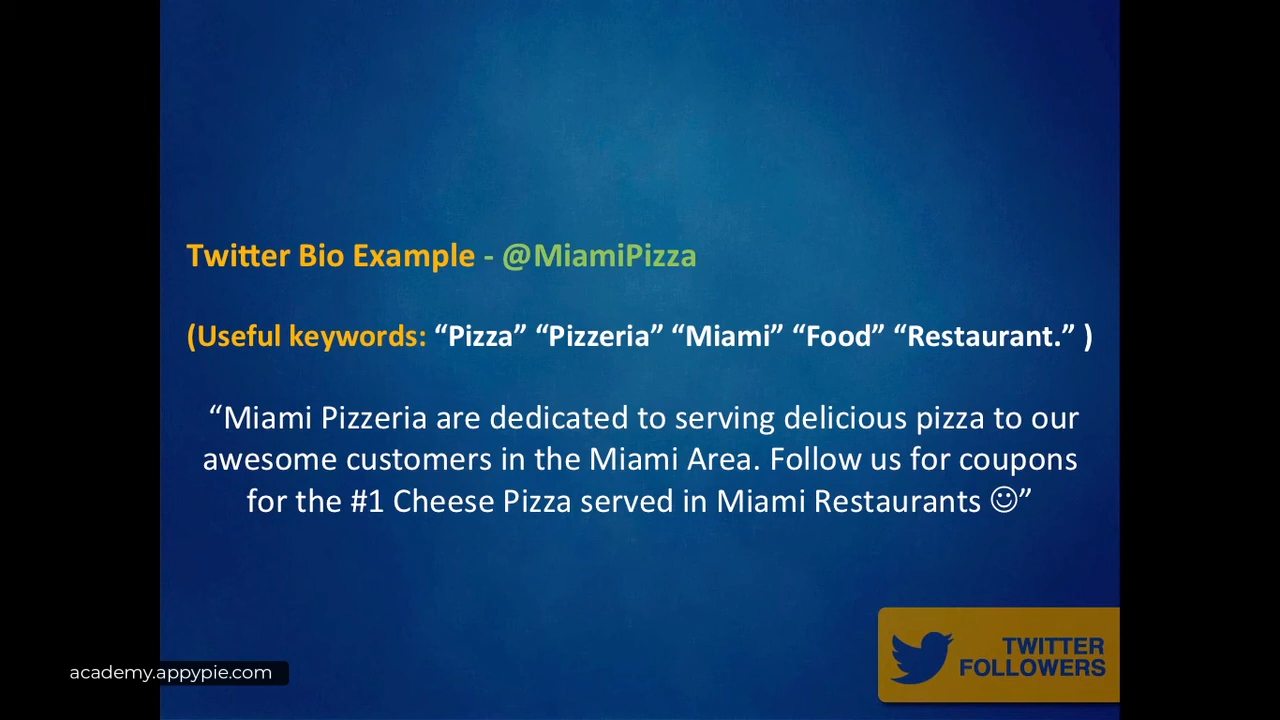 Twitter Bio Example - @MiamiPizza
(Useful keywords: “Pizza” “Pizzeria” “Miami” “Food” “Restaurant.” )
“Miami Pizzeria are dedicated to serving delicious pizza to our
awesome customers in the Miami Area. Follow us for coupons
for the #1 Cheese Pizza served in Miami Restaurants ☺”
TWITTER
FOLLOWERS
academy.appypie.com